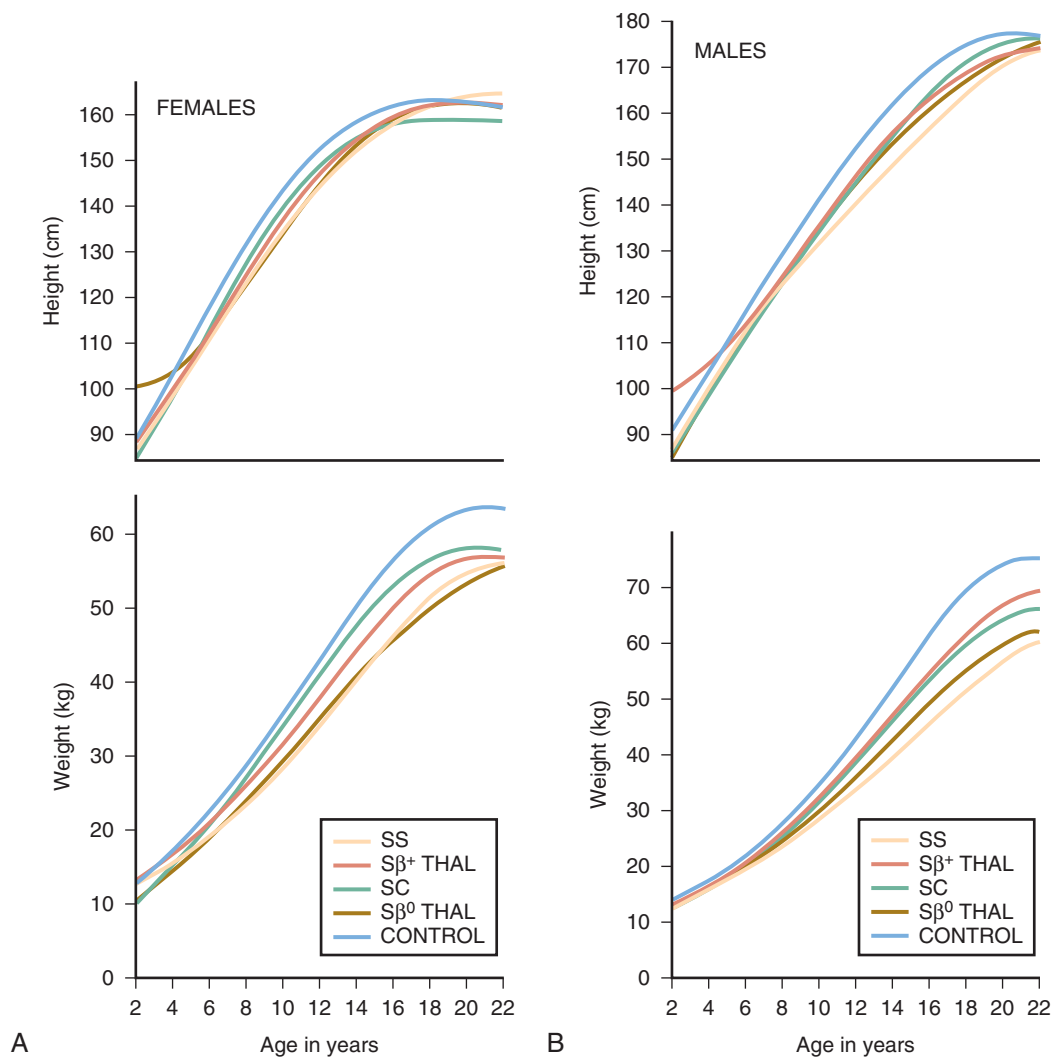 FEMALES
Height (cm)
160
150
140
130
120
110
100
90
MALES
Height (cm)
180
170
160
150
140
130
120
110
100
90
Weight (kg)
60
50
40
30
20
10
0
SS
Sβ⁺ THAL
SC
Sβ⁰ THAL
CONTROL
2 4 6 8 10 12 14 16 18 20 22
A Age in years
Weight (kg)
70
60
50
40
30
20
10
0
SS
Sβ⁺ THAL
SC
Sβ⁰ THAL
CONTROL
2 4 6 8 10 12 14 16 18 20 22
B Age in years